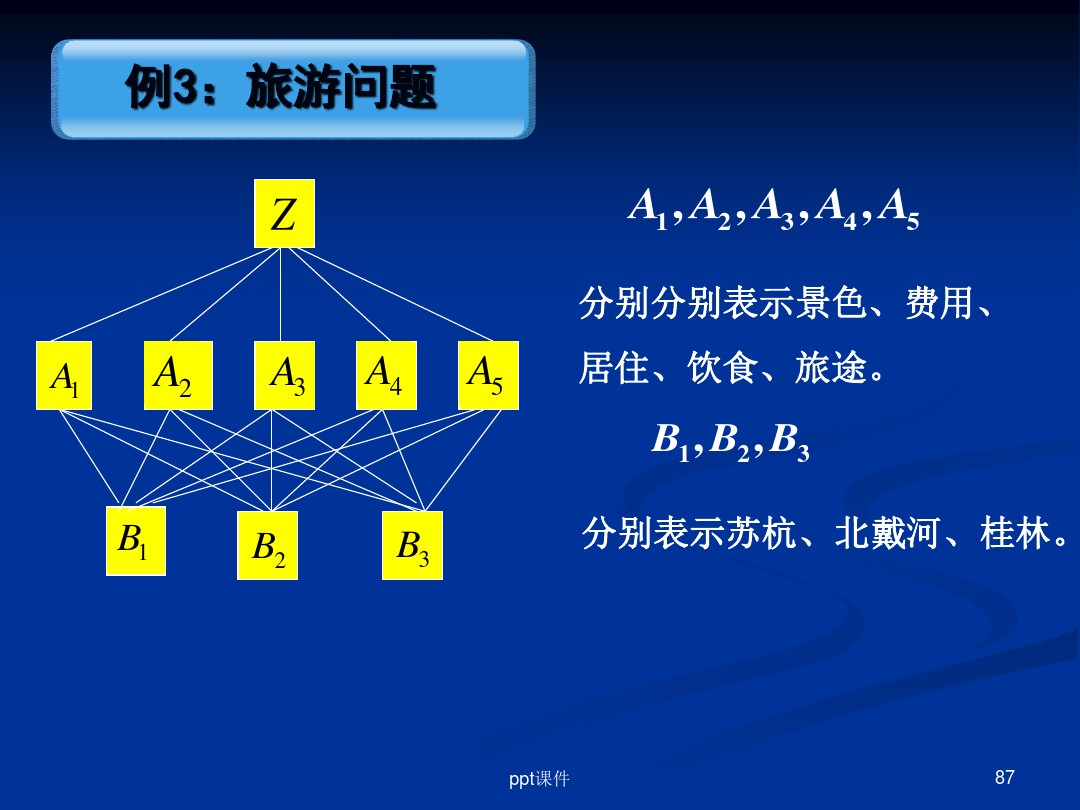 例3：旅游问题
Z
A₁ A₂ A₃ A₄ A₅
B₁ B₂ B₃
A₁,A₂,A₃,A₄,A₅
分别分别表示景色、费用、
居住、饮食、旅途。
B₁,B₂,B₃
分别表示苏杭、北戴河、桂林。
ppt课件
87